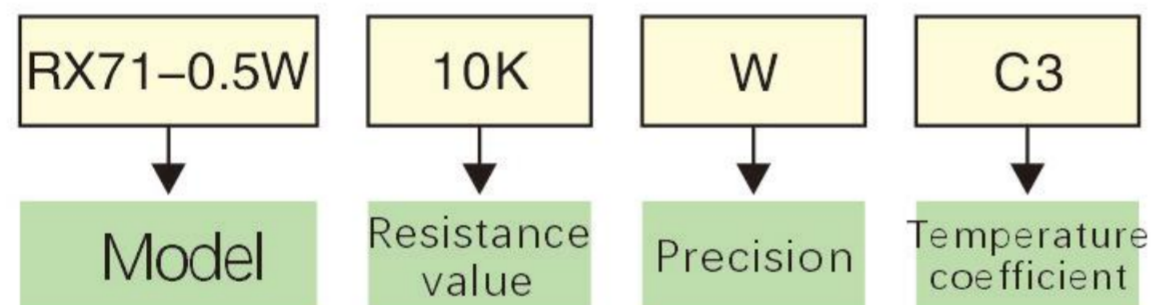 RX71–0.5W 10K W C3
Model Resistance value Precision Temperature coefficient